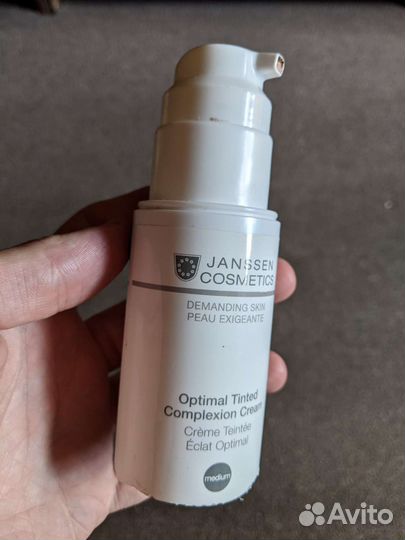 JANSSEN
COSMETICS
DEMANDING SKIN
PEAU EXIGEANTE
Optimal Tinted
Complexion Cream
Crème Teintée
Éclat Optimal
medium
Avito